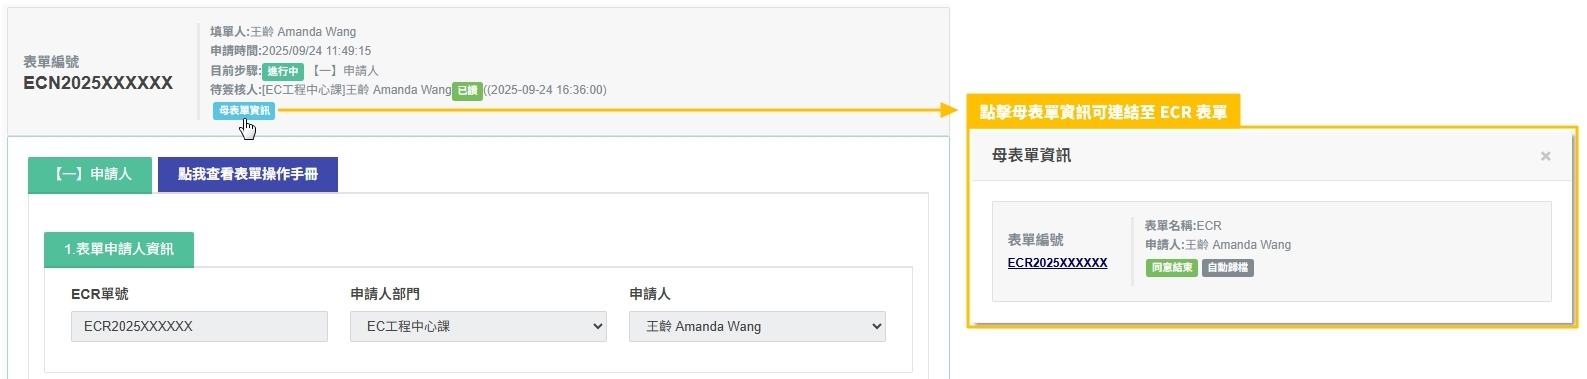 表單編號
ECN2025XXXXXX
填單人:王齡 Amanda Wang
申請時間:2025/09/24 11:49:15
目前步驟:進行中【一】申請人
待簽核人:[EC工程中心課]王齡 Amanda Wang已讀((2025-09-24 16:36:00)
母表單資訊
點擊母表單資訊可連結至 ECR 表單
母表單資訊
×
表單編號
ECR2025XXXXXX
表單名稱:ECR
申請人:王齡 Amanda Wang
同意結束 自動歸檔
【一】申請人 點我查看表單操作手冊
1.表單申請人資訊
ECR單號 申請人部門 申請人
ECR2025XXXXXX EC工程中心課 王齡 Amanda Wang